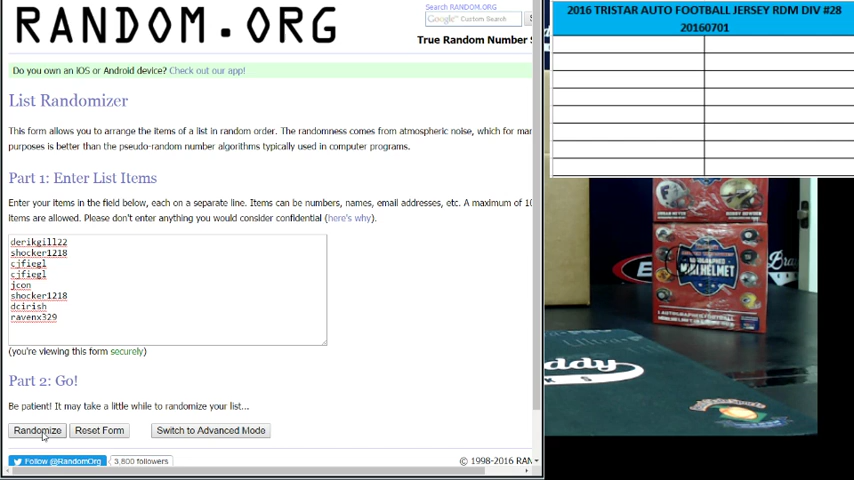 RANDOM.ORG
Search RANDOM.ORG
Google™ Custom Search
True Random Number S
Do you own an iOS or Android device? Check out our app!
List Randomizer
This form allows you to arrange the items of a list in random order. The randomness comes from atmospheric noise, which for man
purposes is better than the pseudo-random number algorithms typically used in computer programs.
Part 1: Enter List Items
Enter your items in the field below, each on a separate line. Items can be numbers, names, email addresses, etc. A maximum of 10
items are allowed. Please don't enter anything you would consider confidential (here's why).
derikgill22
shocker1218
cjfiegl
cjfiegl
jcon
shocker1218
dcirish
ravenx329
(you're viewing this form securely)
Part 2: Go!
Be patient! It may take a little while to randomize your list...
Randomize
Reset Form
Switch to Advanced Mode
Follow @RandomOrg
3,800 followers
© 1998-2016 RAN
2016 TRISTAR AUTO FOOTBALL JERSEY RDM DIV #28
20160701
MINI HELMET